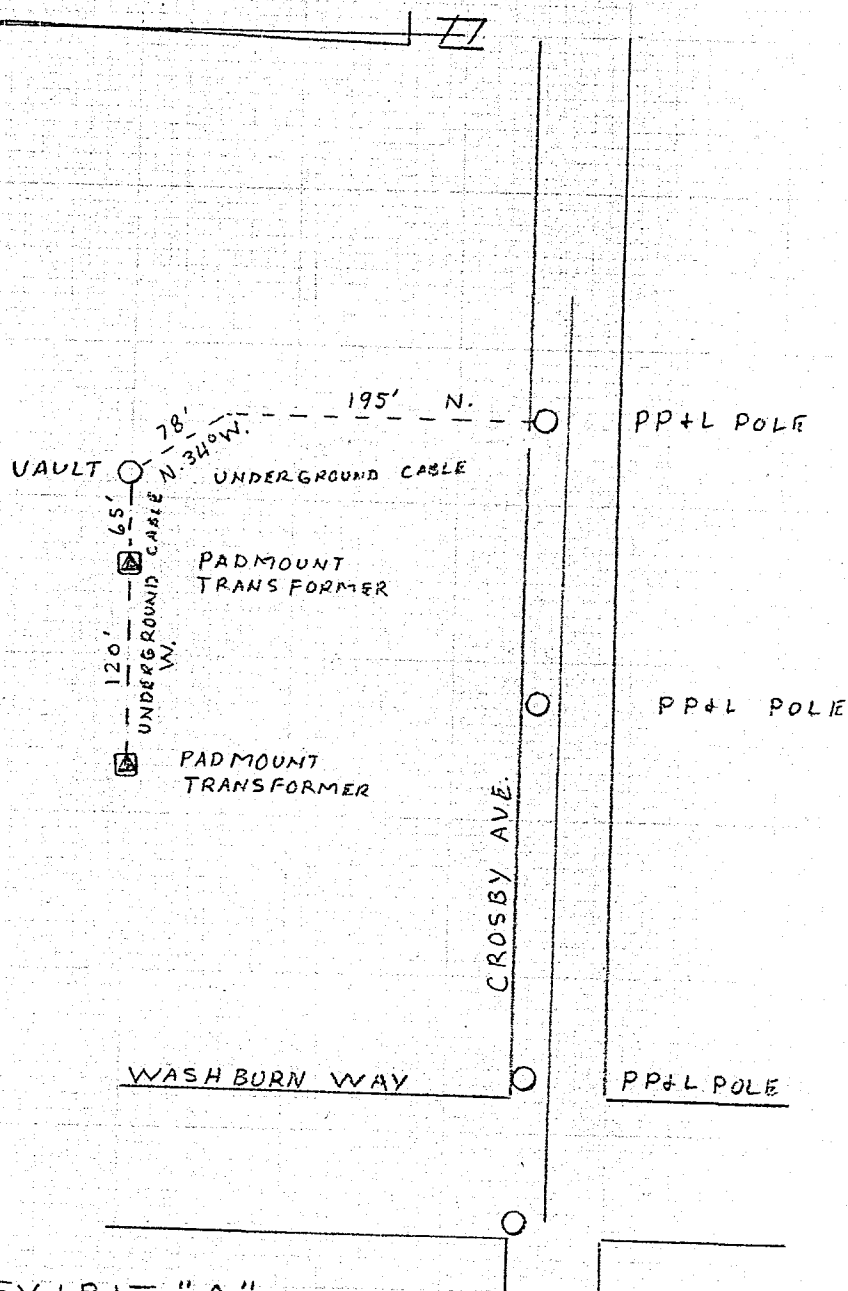 195' N.
78'
N. 34° W.
PP&L POLE
VAULT
UNDERGROUND CABLE
65'
UNDERGROUND CABLE
W.
PADMOUNT
TRANSFORMER
120'
PP&L POLE
PADMOUNT
TRANSFORMER
CROSBY AVE.
WASHBURN WAY
PP&L POLE
"A"